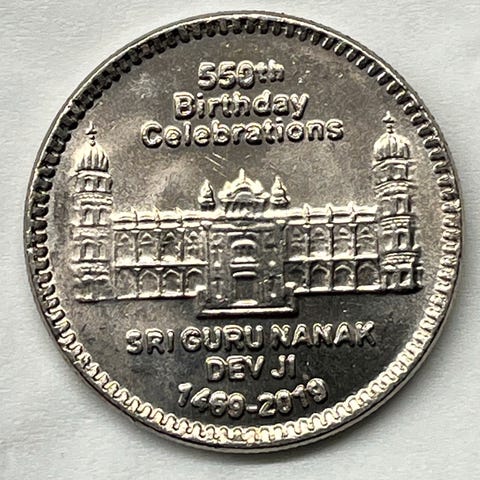 550th
Birthday
Celebrations
SRI GURU NANAK
DEV JI
1469-2019